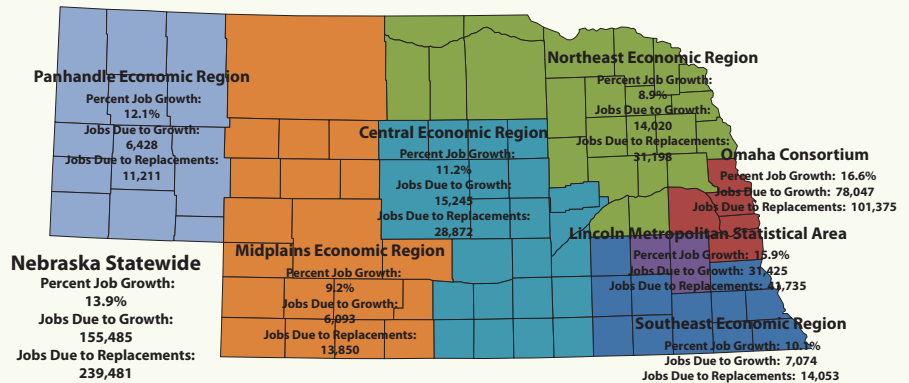 Panhandle Economic Region
Percent Job Growth:
12.1%
Jobs Due to Growth:
6,428
Jobs Due to Replacements:
11,211
Northeast Economic Region
Percent Job Growth:
8.9%
Jobs Due to Growth:
14,020
Jobs Due to Replacements:
31,198
Central Economic Region
Percent Job Growth:
11.2%
Jobs Due to Growth:
15,245
Jobs Due to Replacements:
28,872
Omaha Consortium
Percent Job Growth: 16.6%
Jobs Due to Growth: 78,047
Jobs Due to Replacements: 101,375
Lincoln Metropolitan Statistical Area
Percent Job Growth: 15.9%
Jobs Due to Growth: 31,425
Jobs Due to Replacements: 41,735
Midplains Economic Region
Percent Job Growth:
9.2%
Jobs Due to Growth:
6,093
Jobs Due to Replacements:
13,850
Nebraska Statewide
Percent Job Growth:
13.9%
Jobs Due to Growth:
155,485
Jobs Due to Replacements:
239,481
Southeast Economic Region
Percent Job Growth: 10.1%
Jobs Due to Growth: 7,074
Jobs Due to Replacements: 14,053